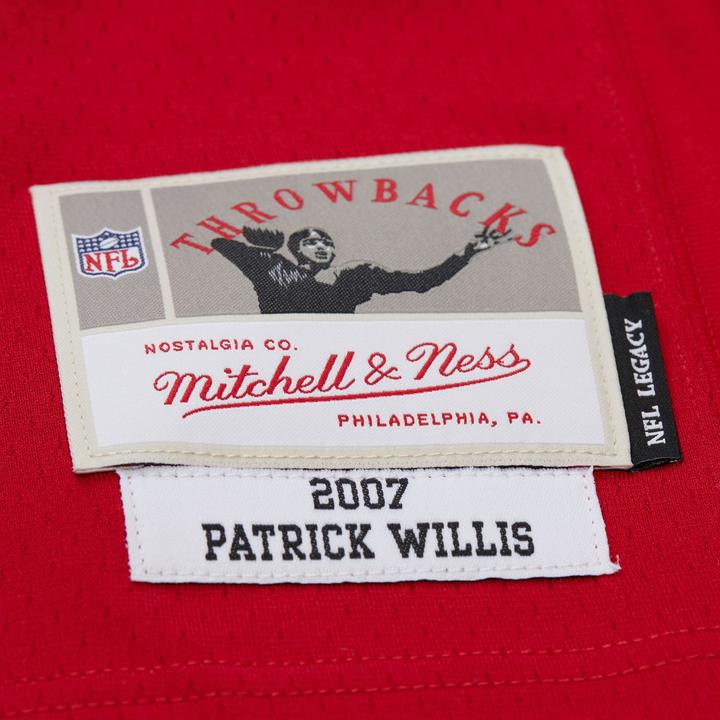 THROWBACKS
NFL
NOSTALGIA CO.
Mitchell & Ness
PHILADELPHIA, PA.
NFL LEGACY
2007
PATRICK WILLIS